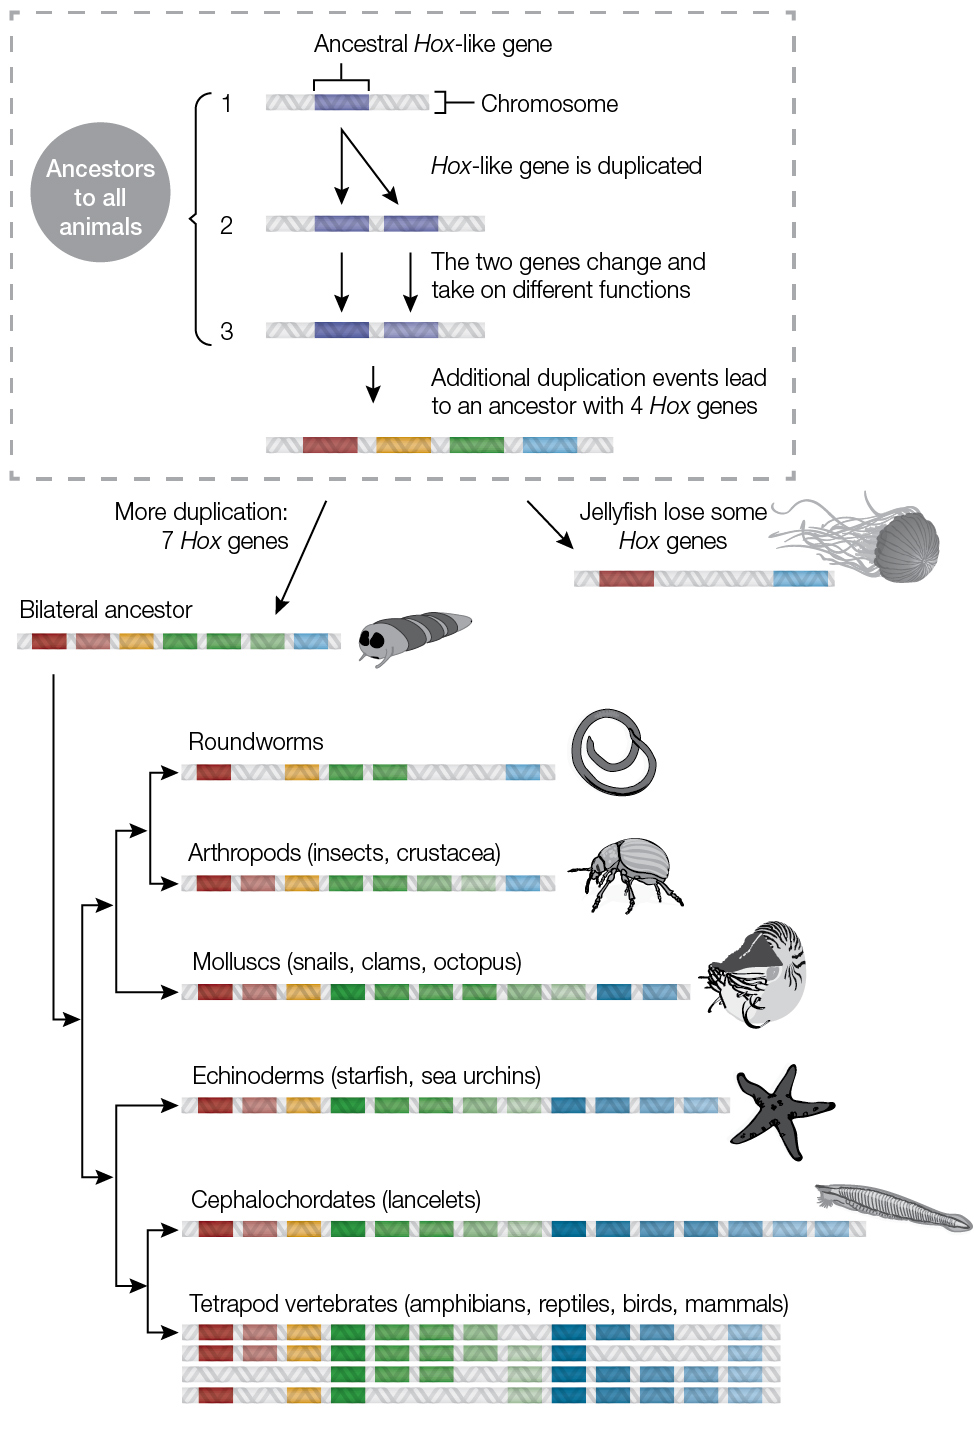 Ancestral Hox-like gene
1
Chromosome
Ancestors
to all
animals
Hox-like gene is duplicated
2
The two genes change and
take on different functions
3
Additional duplication events lead
to an ancestor with 4 Hox genes
More duplication:
7 Hox genes
Jellyfish lose some
Hox genes
Bilateral ancestor
Roundworms
Arthropods (insects, crustacea)
Molluscs (snails, clams, octopus)
Echinoderms (starfish, sea urchins)
Cephalochordates (lancelets)
Tetrapod vertebrates (amphibians, reptiles, birds, mammals)